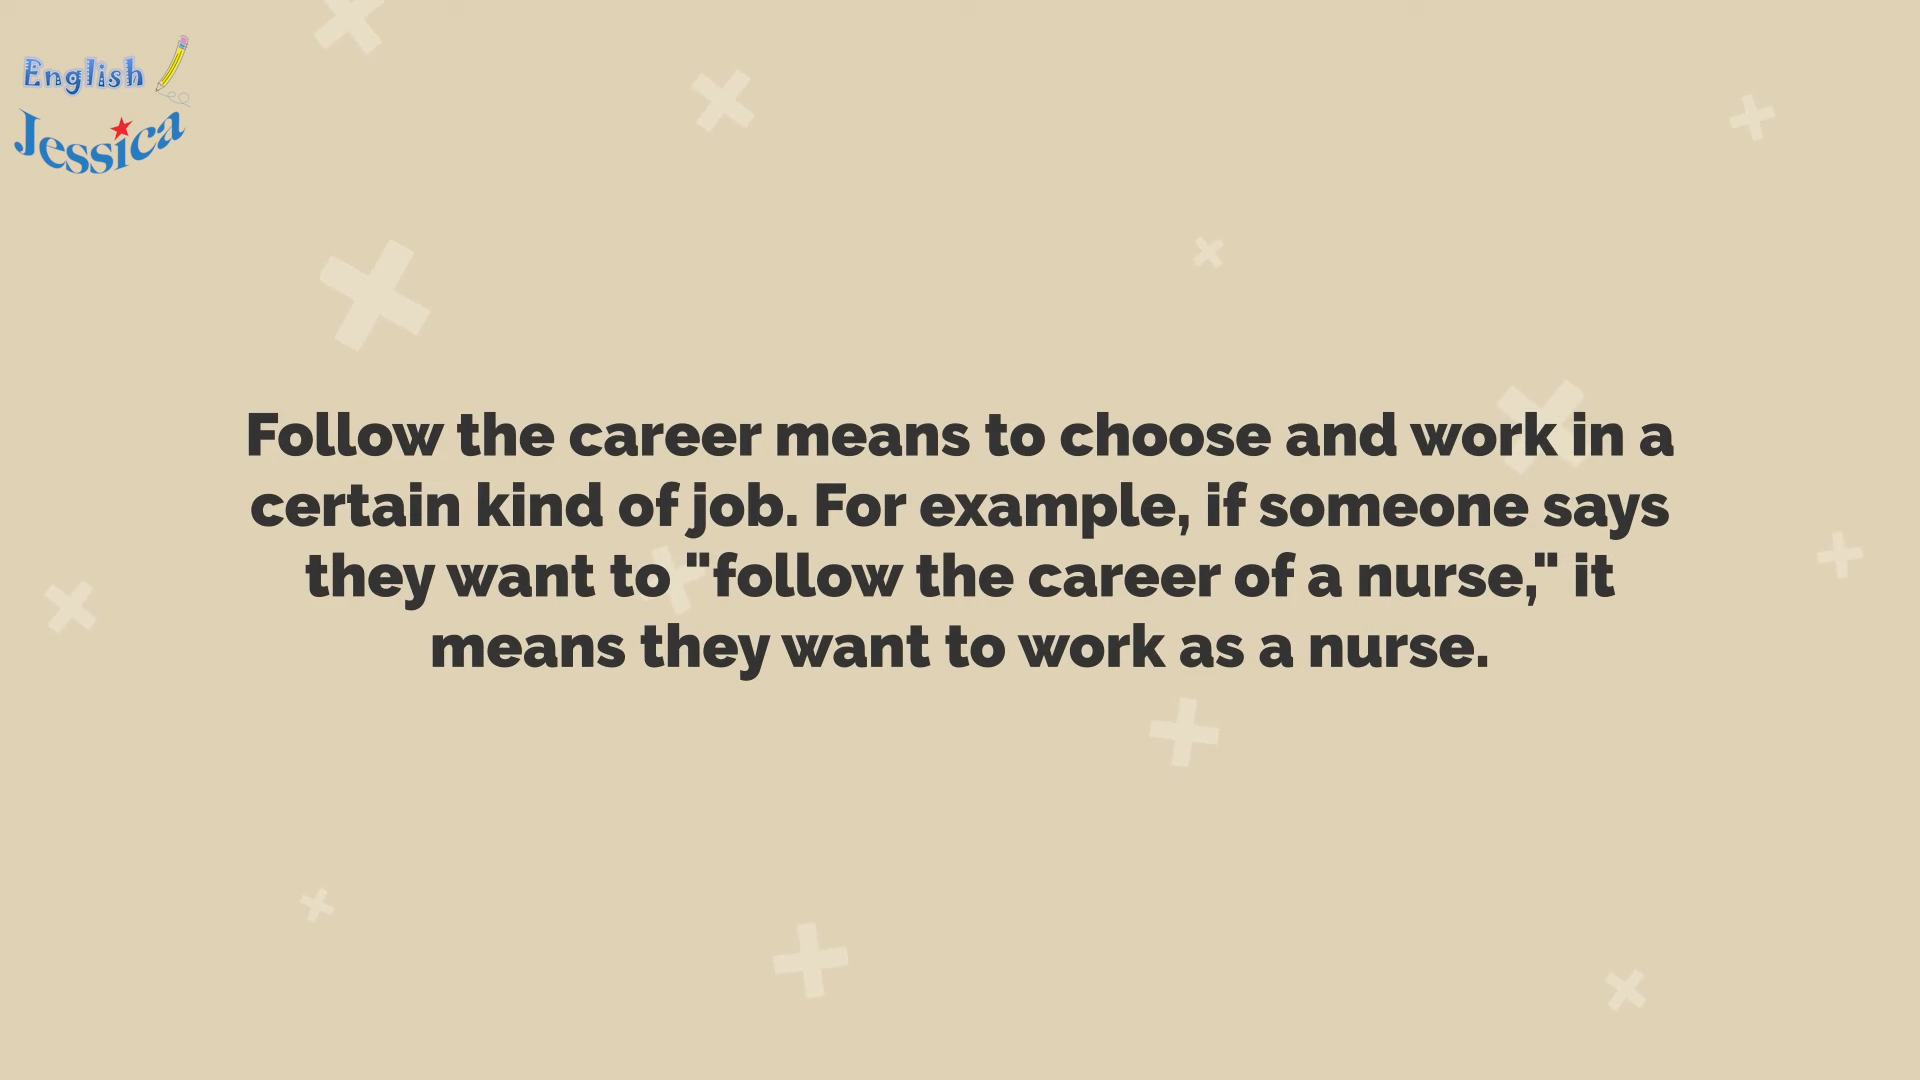 English
Jessica
Follow the career means to choose and work in a
certain kind of job. For example, if someone says
they want to "follow the career of a nurse," it
means they want to work as a nurse.